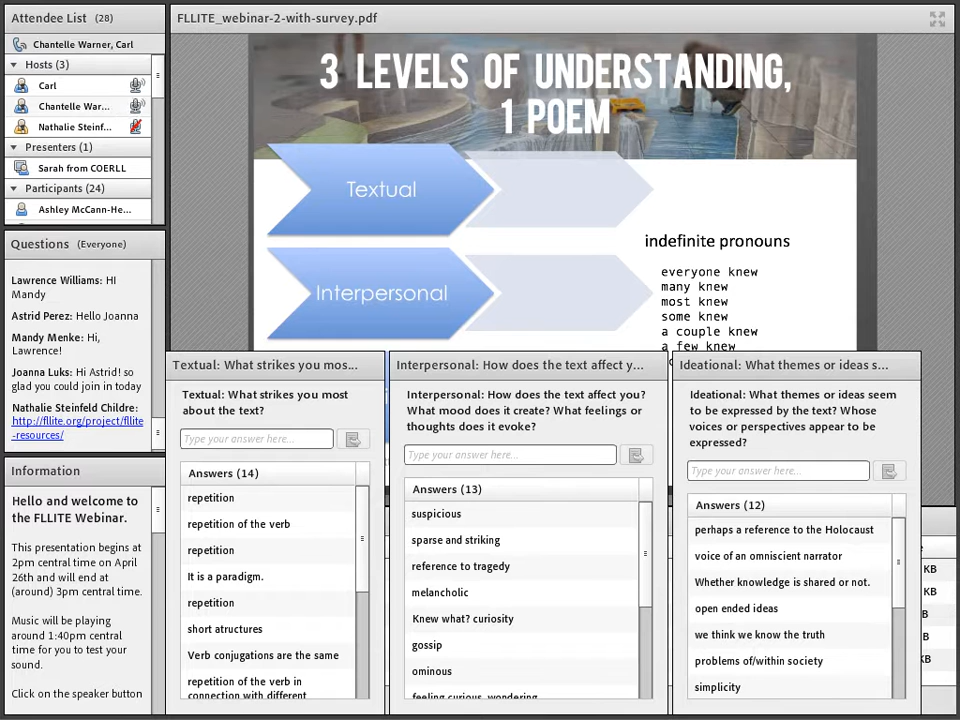 Attendee List (28)
Chantelle Warner, Carl
Hosts (3)
Carl
Chantelle War...
Nathalie Steinf...
Presenters (1)
Sarah from COERLL
Participants (24)
Ashley McCann-He...
Questions (Everyone)
Lawrence Williams: HI
Mandy
Astrid Perez: Hello Joanna
Mandy Menke: Hi,
Lawrence!
Joanna Luks: Hi Astrid! so
glad you could join in today
Nathalie Steinfeld Childre:
http://fllite.org/project/fllite
-resources/
Information
Hello and welcome to
the FLLITE Webinar.
This presentation begins at
2pm central time on April
26th and will end at
(around) 3pm central time.
Music will be playing
around 1:40pm central
time for you to test your
sound.
Click on the speaker button
FLLITE_webinar-2-with-survey.pdf
3 LEVELS OF UNDERSTANDING,
1 POEM
Textual
Interpersonal
indefinite pronouns
everyone knew
many knew
most knew
some knew
a couple knew
a few knew
Textual: What strikes you mos...
Textual: What strikes you most
about the text?
Type your answer here...
Answers (14)
repetition
repetition of the verb
repetition
It is a paradigm.
repetition
short atructures
Verb conjugations are the same
repetition of the verb in
connection with different
Interpersonal: How does the text affect y...
Interpersonal: How does the text affect you?
What mood does it create? What feelings or
thoughts does it evoke?
Type your answer here...
Answers (13)
suspicious
sparse and striking
reference to tragedy
melancholic
Knew what? curiosity
gossip
ominous
feeling curious, wondering
Ideational: What themes or ideas s...
Ideational: What themes or ideas seem
to be expressed by the text? Whose
voices or perspectives appear to be
expressed?
Type your answer here...
Answers (12)
perhaps a reference to the Holocaust
voice of an omniscient narrator
Whether knowledge is shared or not.
open ended ideas
we think we know the truth
problems of/within society
simplicity
KB
KB
B
B
KB